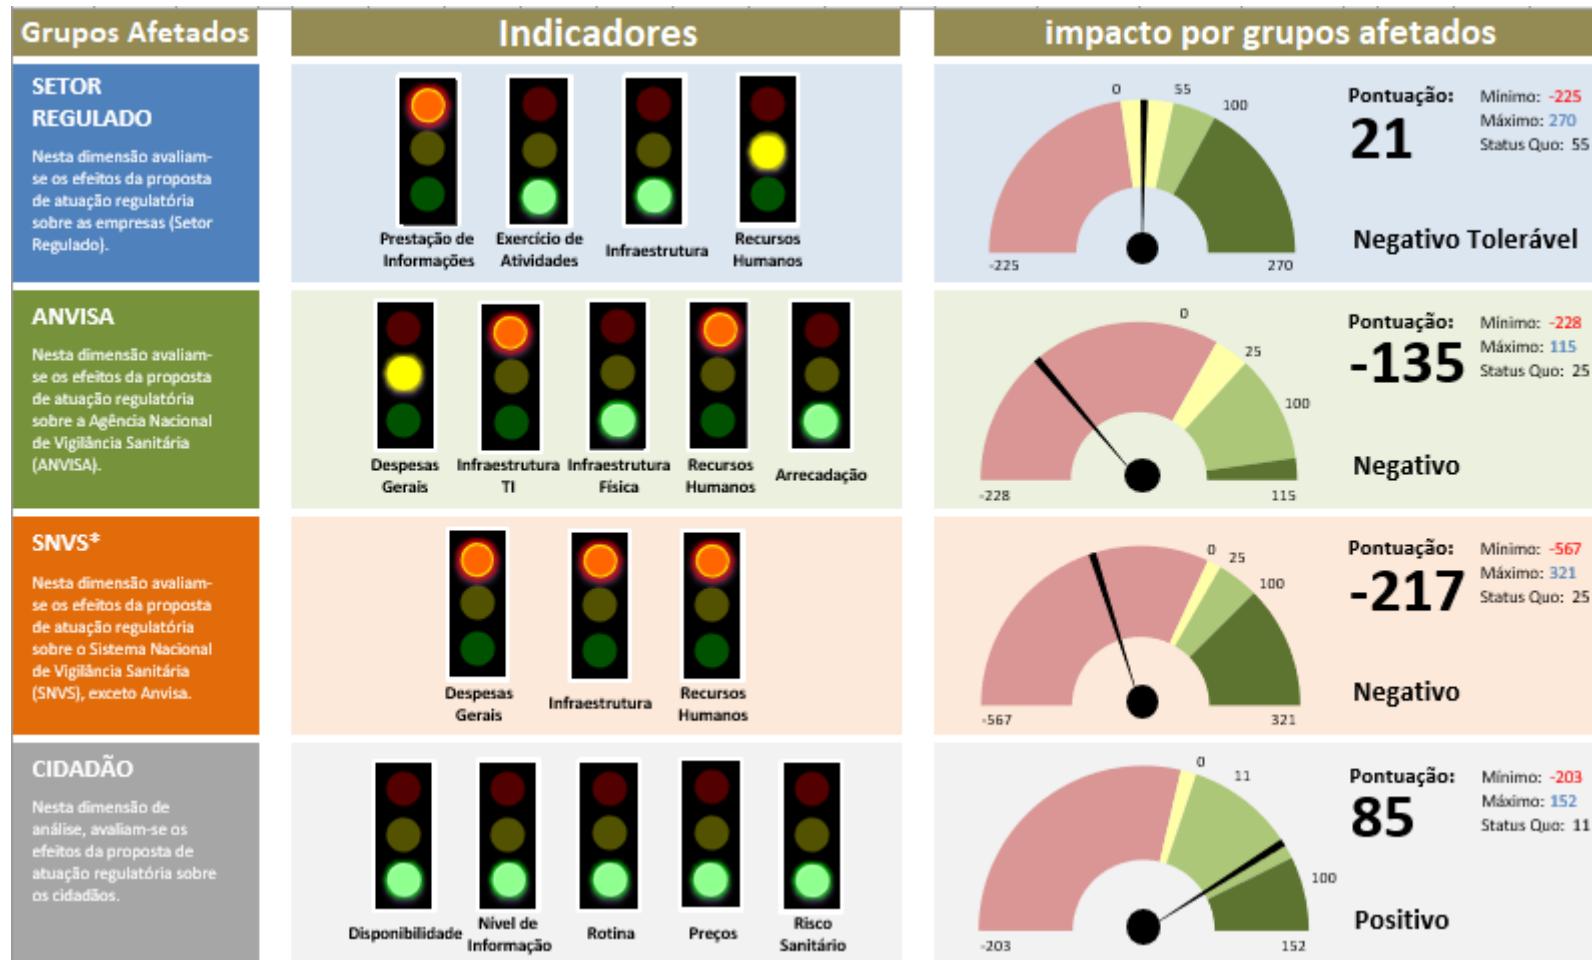 Grupos Afetados
Indicadores
impacto por grupos afetados
SETOR
REGULADO
Nesta dimensão avaliam-
se os efeitos da proposta
de atuação regulatória
sobre as empresas (Setor
Regulado).
Prestação de
Informações
Exercício de
Atividades
Infraestrutura
Recursos
Humanos
0
55
100
-225
270
Pontuação:
21
Mínimo: -225
Máximo: 270
Status Quo: 55
Negativo Tolerável
ANVISA
Nesta dimensão avaliam-
se os efeitos da proposta
de atuação regulatória
sobre a Agência Nacional
de Vigilância Sanitária
(ANVISA).
Despesas
Gerais
Infraestrutura
TI
Infraestrutura
Física
Recursos
Humanos
Arrecadação
0
25
100
-228
115
Pontuação:
-135
Mínimo: -228
Máximo: 115
Status Quo: 25
Negativo
SNVS*
Nesta dimensão avaliam-
se os efeitos da proposta
de atuação regulatória
sobre o Sistema Nacional
de Vigilância Sanitária
(SNVS), exceto Anvisa.
Despesas
Gerais
Infraestrutura
Recursos
Humanos
0
25
100
-567
321
Pontuação:
-217
Mínimo: -567
Máximo: 321
Status Quo: 25
Negativo
CIDADÃO
Nesta dimensão de
análise, avaliam-se os
efeitos da proposta de
atuação regulatória sobre
os cidadãos.
Disponibilidade
Nível de
Informação
Rotina
Preços
Risco
Sanitário
0
11
100
-203
152
Pontuação:
85
Mínimo: -203
Máximo: 152
Status Quo: 11
Positivo